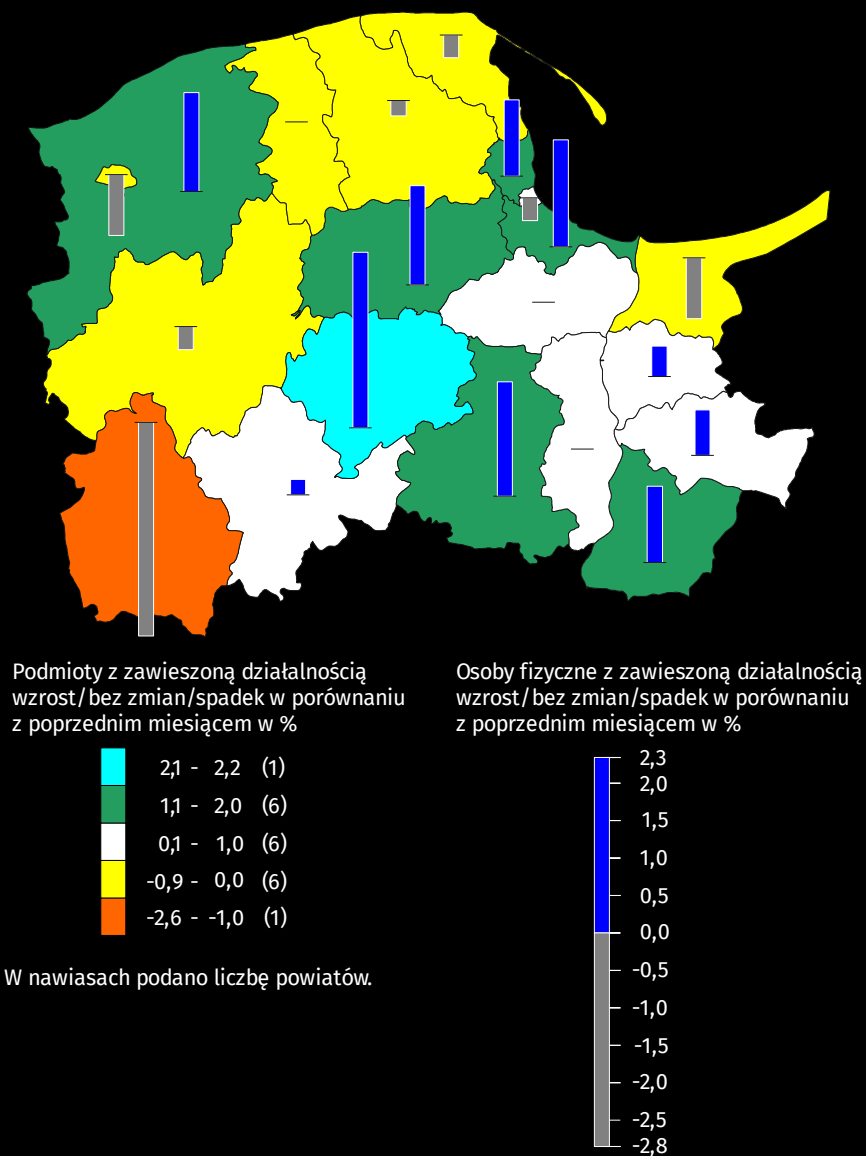 Podmioty z zawieszoną działalnością
wzrost/bez zmian/spadek w porównaniu
z poprzednim miesiącem w %
2,1 - 2,2 (1)
1,1 - 2,0 (6)
0,1 - 1,0 (6)
-0,9 - 0,0 (6)
-2,6 - -1,0 (1)
W nawiasach podano liczbę powiatów.
Osoby fizyczne z zawieszoną działalnością
wzrost/bez zmian/spadek w porównaniu
z poprzednim miesiącem w %
2,3
2,0
1,5
1,0
0,5
0,0
-0,5
-1,0
-1,5
-2,0
-2,5
-2,8